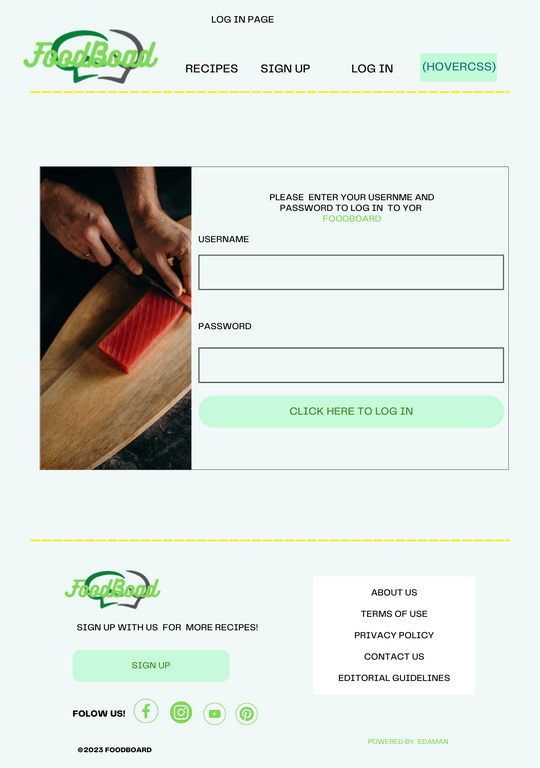 LOG IN PAGE
FoodBoad
RECIPES SIGN UP LOG IN (HOVERCSS)
PLEASE ENTER YOUR USERNME AND
PASSWORD TO LOG IN TO YOR
FOODBOARD
USERNAME
PASSWORD
CLICK HERE TO LOG IN
FoodBoad
SIGN UP WITH US FOR MORE RECIPES!
SIGN UP
FOLOW US!
©2023 FOODBOARD
ABOUT US
TERMS OF USE
PRIVACY POLICY
CONTACT US
EDITORIAL GUIDELINES
POWERED BY EDAMAN